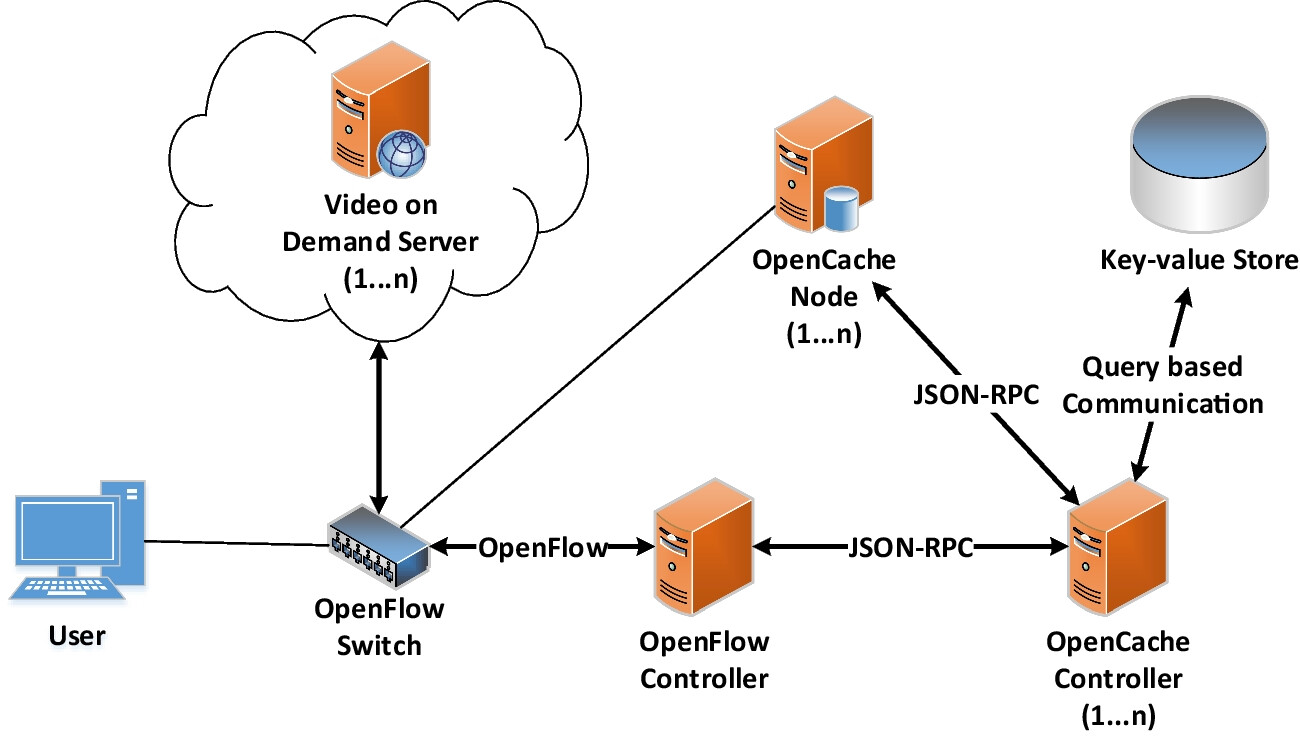 Video on
Demand Server
(1...n)
OpenCache
Node
(1...n)
Key-value Store
JSON-RPC
Query based
Communication
User
OpenFlow
Switch
OpenFlow
OpenFlow
Controller
JSON-RPC
OpenCache
Controller
(1...n)